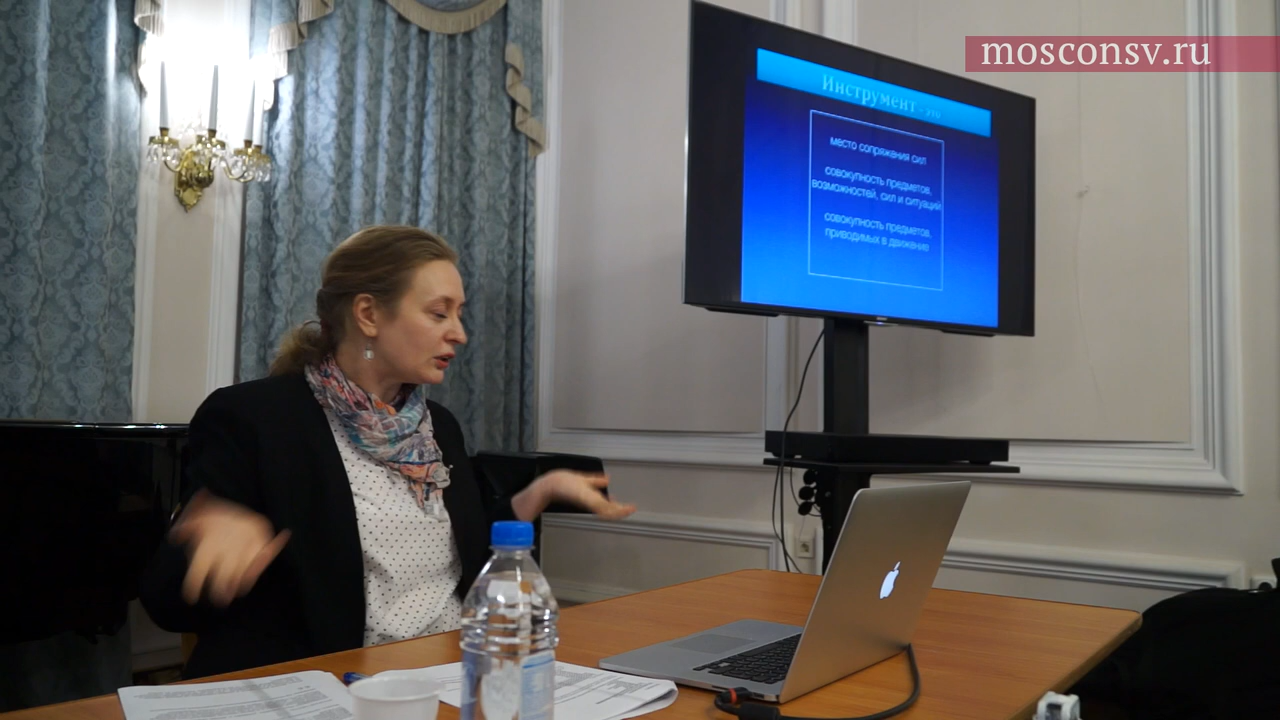 mosconsv.ru
Инструмент - это
место сопряжения сил
совокупность предметов,
возможностей, сил и ситуаций
совокупность предметов,
приводимых в движение